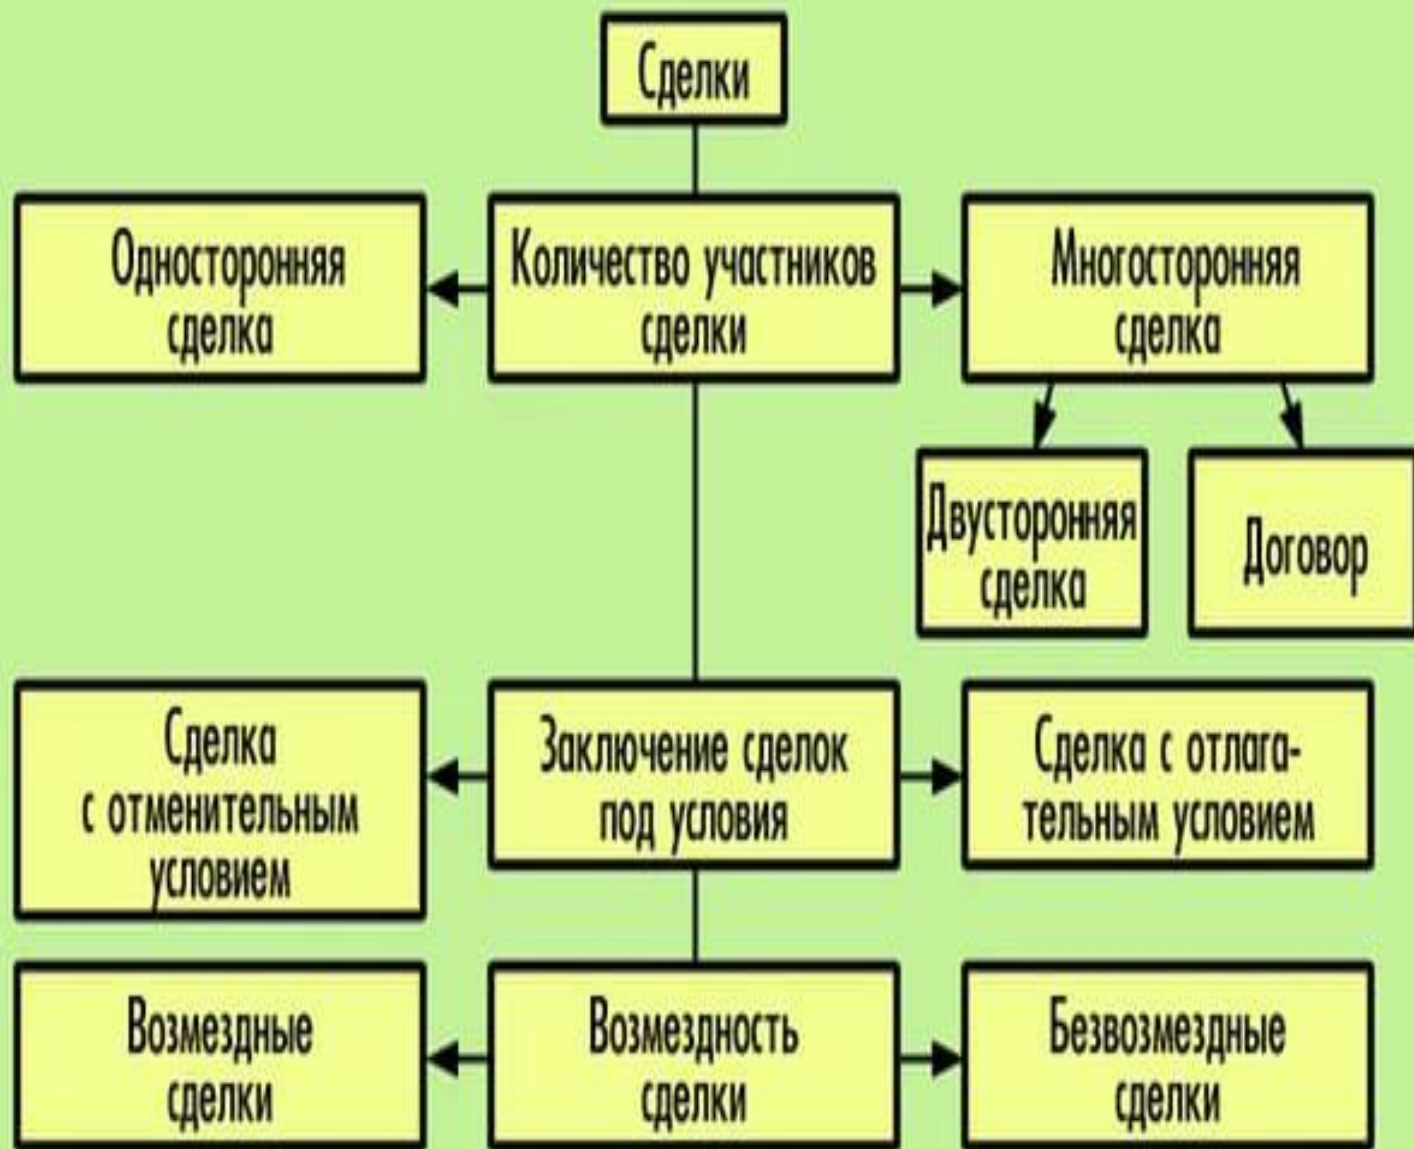 Сделки
Односторонняя
сделка
Количество участников
сделки
Многосторонняя
сделка
Двусторонняя
сделка
Договор
Сделка
с отменительным
условием
Заключение сделок
под условия
Сделка с отлага-
тельным условием
Возмездные
сделки
Возмездность
сделки
Безвозмездные
сделки